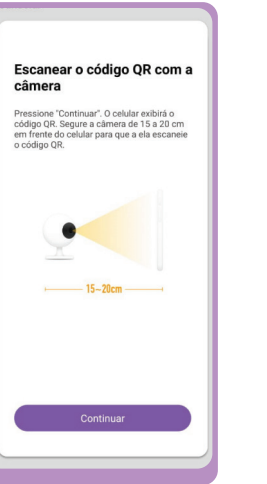 Escanear o código QR com a
câmera
Pressione "Continuar". O celular exibirá o
código QR. Segure a câmera de 15 a 20 cm
em frente do celular para que a ela escaneie
o código QR.
15~20cm
Continuar